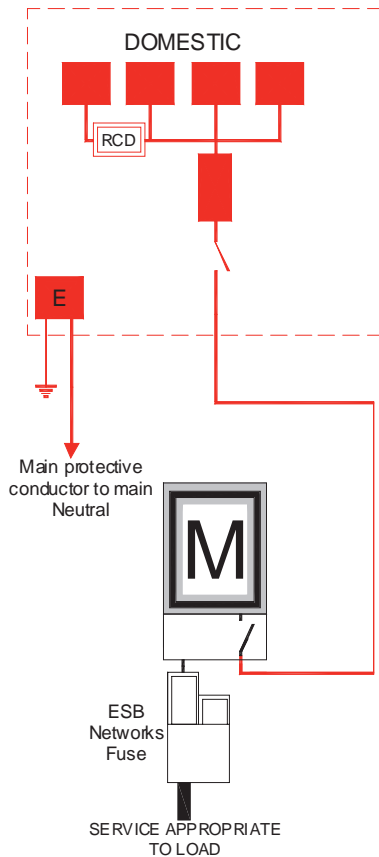 DOMESTIC
RCD
E
Main protective
conductor to main
Neutral
M
ESB
Networks
Fuse
SERVICE APPROPRIATE
TO LOAD